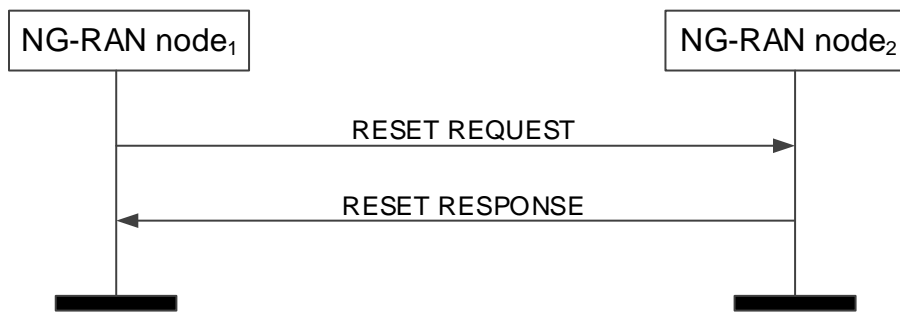 NG-RAN node₁
NG-RAN node₂
RESET REQUEST
RESET RESPONSE